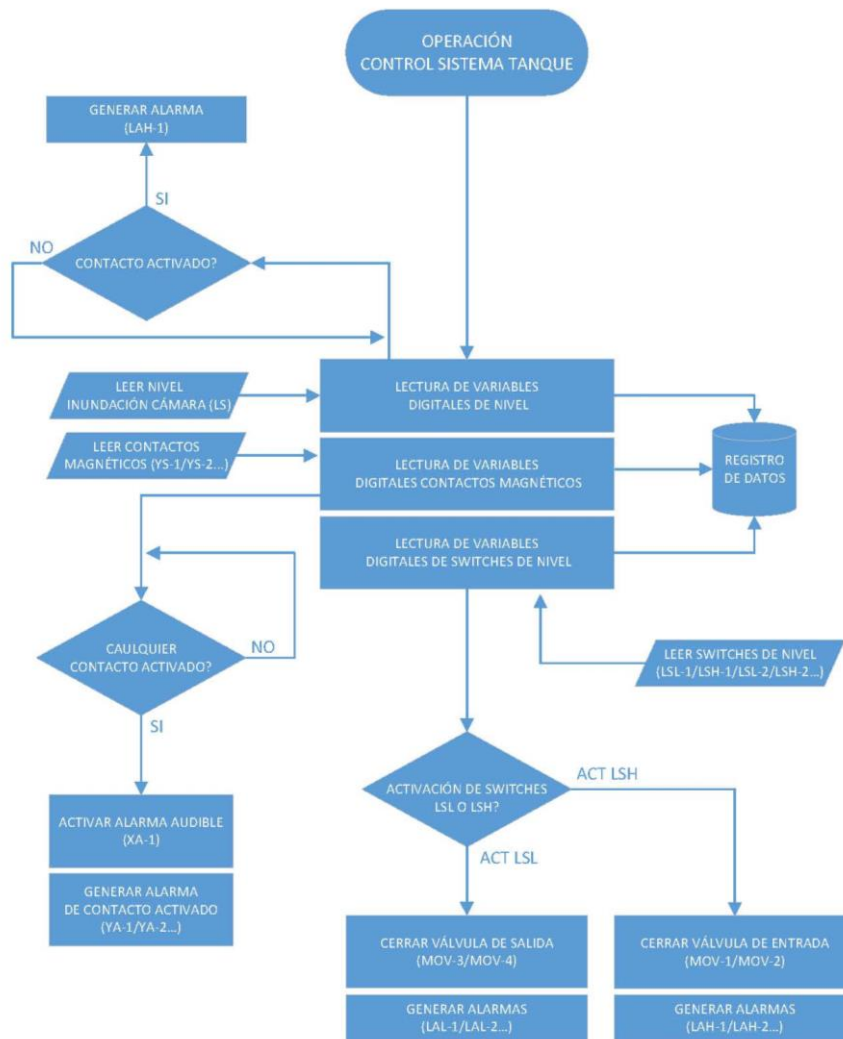 OPERACIÓN
CONTROL SISTEMA TANQUE
GENERAR ALARMA
(LAH-1)
SI
NO
CONTACTO ACTIVADO?
LEER NIVEL
INUNDACIÓN CÁMARA (LS)
LECTURA DE VARIABLES
DIGITALES DE NIVEL
LEER CONTACTOS
MAGNÉTICOS (YS-1/YS-2...)
LECTURA DE VARIABLES
DIGITALES CONTACTOS MAGNÉTICOS
REGISTRO
DE DATOS
LECTURA DE VARIABLES
DIGITALES DE SWITCHES DE NIVEL
CAULQUIER
CONTACTO ACTIVADO?
NO
LEER SWITCHES DE NIVEL
(LSL-1/LSH-1/LSL-2/LSH-2...)
SI
ACTIVACIÓN DE SWITCHES
LSL O LSH?
ACT LSH
ACT LSL
ACTIVAR ALARMA AUDIBLE
(XA-1)
GENERAR ALARMA
DE CONTACTO ACTIVADO
(YA-1/YA-2...)
CERRAR VÁLVULA DE SALIDA
(MOV-3/MOV-4)
CERRAR VÁLVULA DE ENTRADA
(MOV-1/MOV-2)
GENERAR ALARMAS
(LAL-1/LAL-2...)
GENERAR ALARMAS
(LAH-1/LAH-2...)